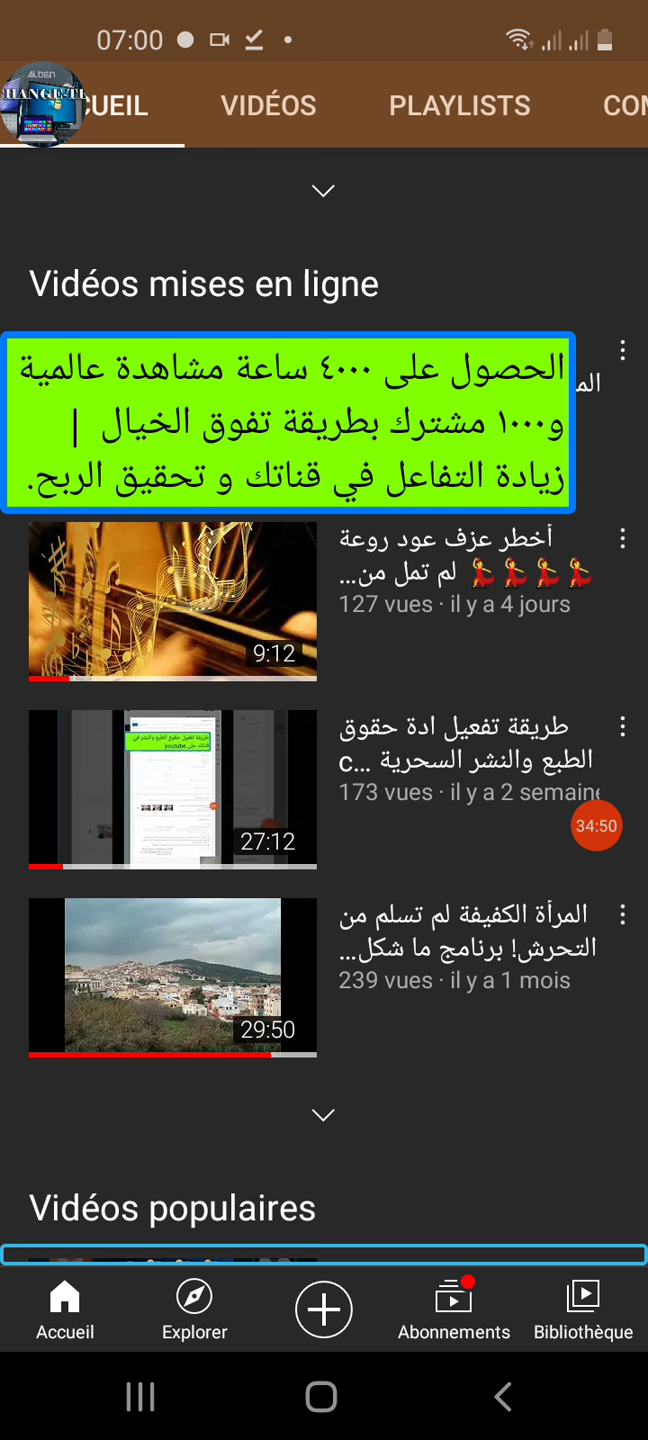 07:00
ALDEN
HANGE-T
CUEIL VIDÉOS PLAYLISTS CON
Vidéos mises en ligne
الحصول على ٤٠٠٠ ساعة مشاهدة عالمية
و١٠٠٠ مشترك بطريقة تفوق الخيال |
زيادة التفاعل في قناتك و تحقيق الربح.
الم
أخطر عزف عود روعة
💃💃💃💃 لم تمل من...
127 vues · il y a 4 jours
9:12
طريقة تفعيل ادة حقوق
الطبع والنشر السحرية ...c
173 vues · il y a 2 semaine
27:12
34:50
المرأة الكفيفة لم تسلم من
التحرش! برنامج ما شكل...
239 vues · il y a 1 mois
29:50
Vidéos populaires
Accueil Explorer Abonnements Bibliothèque